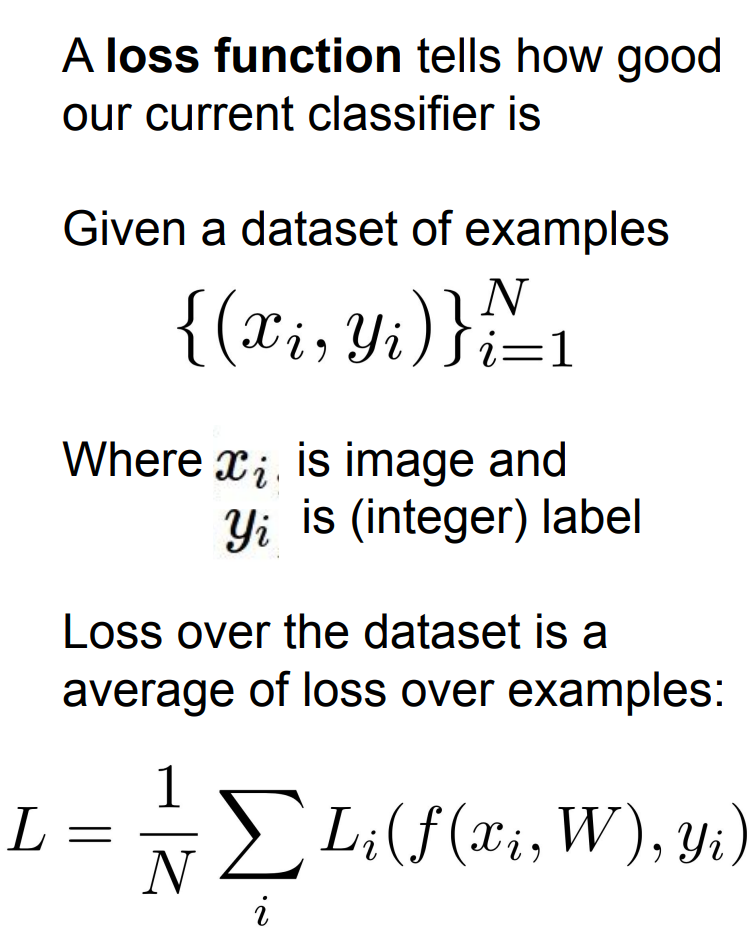 A loss function tells how good
our current classifier is
Given a dataset of examples
{(x_i, y_i)}_{i=1}^N
Where x_i is image and
y_i is (integer) label
Loss over the dataset is a
average of loss over examples:
L = \frac{1}{N} \sum_i L_i(f(x_i, W), y_i)